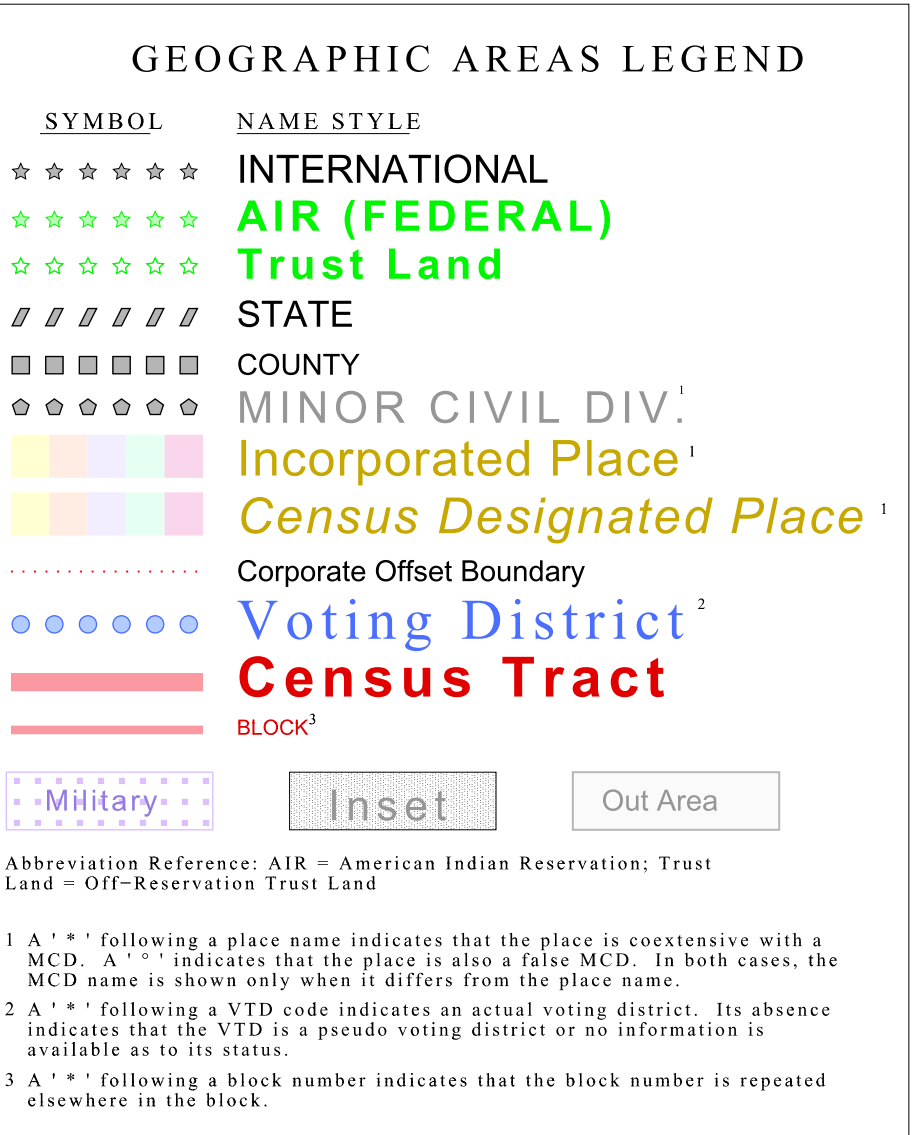 GEOGRAPHIC AREAS LEGEND
SYMBOL NAME STYLE
INTERNATIONAL
AIR (FEDERAL)
Trust Land
STATE
COUNTY
MINOR CIVIL DIV.¹
Incorporated Place ¹
Census Designated Place ¹
Corporate Offset Boundary
Voting District ²
Census Tract
BLOCK³
Military Inset Out Area
Abbreviation Reference: AIR = American Indian Reservation; Trust
Land = Off−Reservation Trust Land
1 A ' * ' following a place name indicates that the place is coextensive with a
MCD. A ' ° ' indicates that the place is also a false MCD. In both cases, the
MCD name is shown only when it differs from the place name.
2 A ' * ' following a VTD code indicates an actual voting district. Its absence
indicates that the VTD is a pseudo voting district or no information is
available as to its status.
3 A ' * ' following a block number indicates that the block number is repeated
elsewhere in the block.